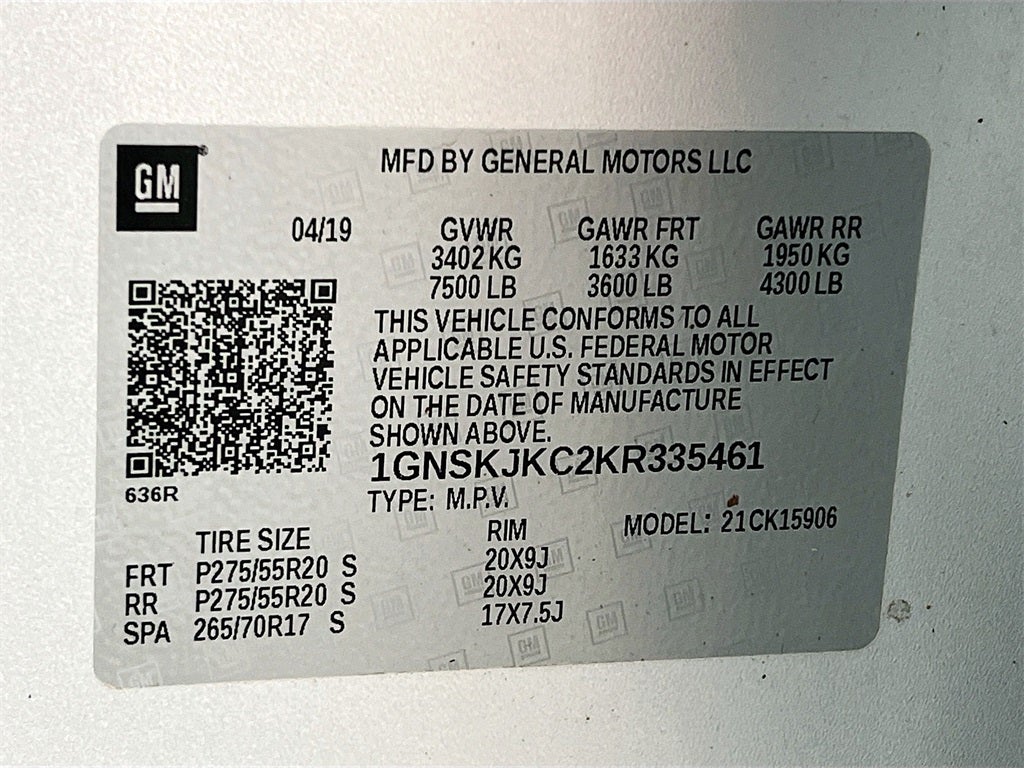 GM
MFD BY GENERAL MOTORS LLC
04/19 GVWR GAWR FRT GAWR RR
3402 KG 1633 KG 1950 KG
7500 LB 3600 LB 4300 LB
THIS VEHICLE CONFORMS TO ALL
APPLICABLE U.S. FEDERAL MOTOR
VEHICLE SAFETY STANDARDS IN EFFECT
ON THE DATE OF MANUFACTURE
SHOWN ABOVE.
1GNSKJKC2KR335461
636R
TYPE: M.P.V.
MODEL: 21CK15906
TIRE SIZE RIM
FRT P275/55R20 S 20X9J
RR P275/55R20 S 20X9J
SPA 265/70R17 S 17X7.5J